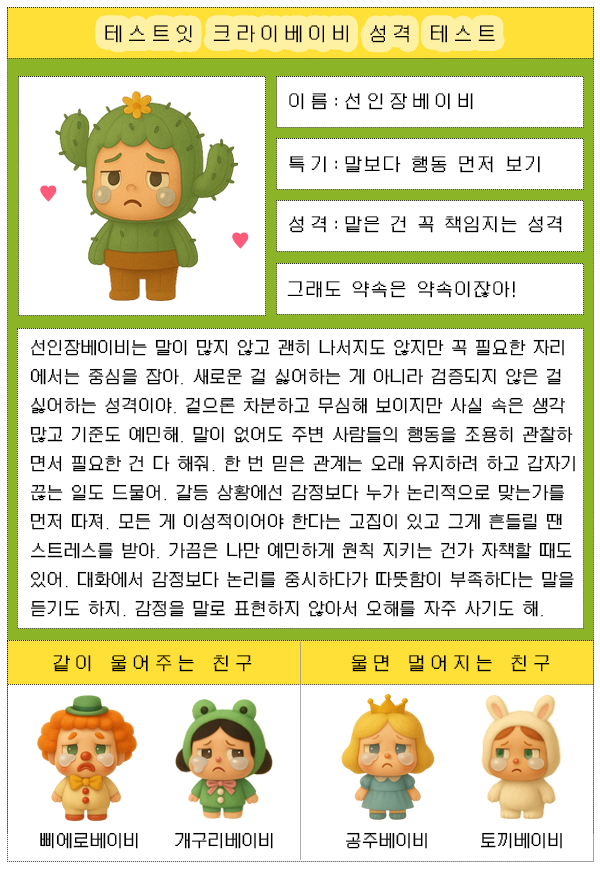 테스트잇 크라이베이비 성격 테스트
이름:선인장베이비
특기:말보다 행동 먼저 보기
성격:맡은 건 꼭 책임지는 성격
그래도 약속은 약속이잖아!
선인장베이비는 말이 많지 않고 괜히 나서지도 않지만 꼭 필요한 자리
에서는 중심을 잡아. 새로운 걸 싫어하는 게 아니라 검증되지 않은 걸
싫어하는 성격이야. 겉으론 차분하고 무심해 보이지만 사실 속은 생각
많고 기준도 예민해. 말이 없어도 주변 사람들의 행동을 조용히 관찰하
면서 필요한 건 다 해줘. 한 번 믿은 관계는 오래 유지하려 하고 갑자기
끊는 일도 드물어. 갈등 상황에선 감정보다 누가 논리적으로 맞는가를
먼저 따져. 모든 게 이성적이어야 한다는 고집이 있고 그게 흔들릴 땐
스트레스를 받아. 가끔은 나만 예민하게 원칙 지키는 건가 자책할 때도
있어. 대화에서 감정보다 논리를 중시하다가 따뜻함이 부족하다는 말을
듣기도 하지. 감정을 말로 표현하지 않아서 오해를 자주 사기도 해.
같이 울어주는 친구
울면 멀어지는 친구
삐에로베이비
개구리베이비
공주베이비
토끼베이비